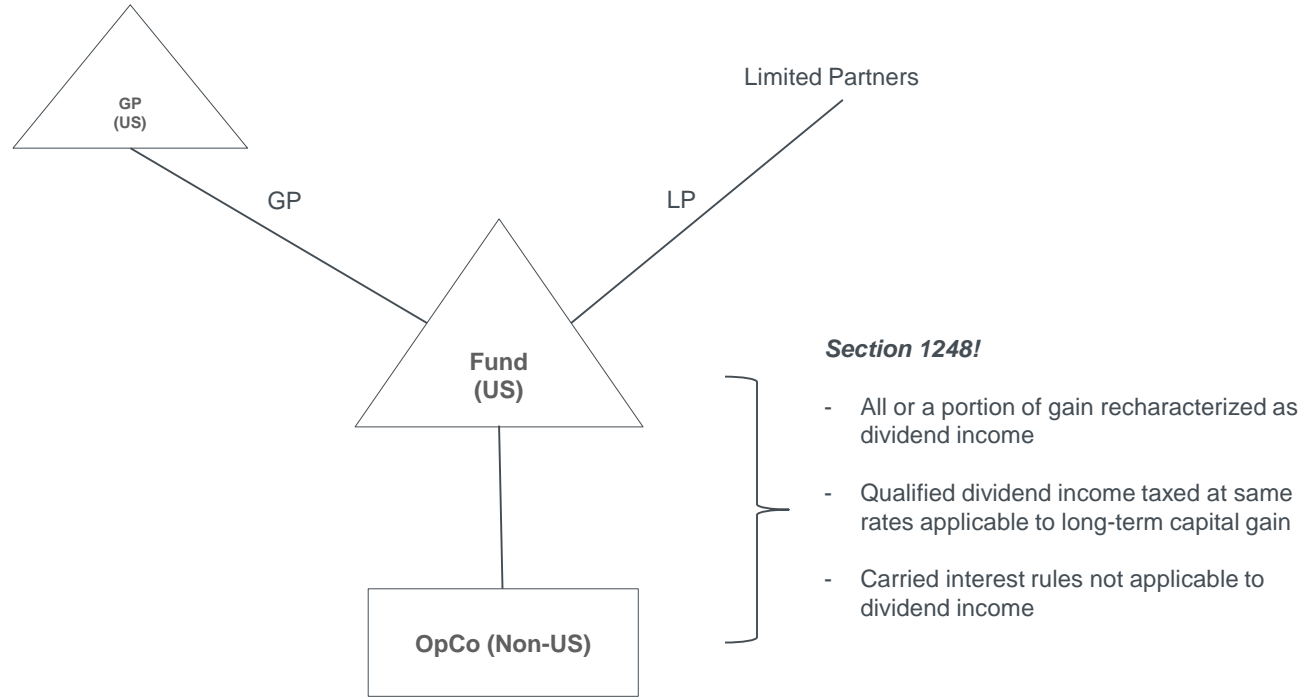 GP
(US)
Limited Partners
GP
LP
Fund
(US)
Section 1248!
- All or a portion of gain recharacterized as
dividend income
- Qualified dividend income taxed at same
rates applicable to long-term capital gain
- Carried interest rules not applicable to
dividend income
OpCo (Non-US)